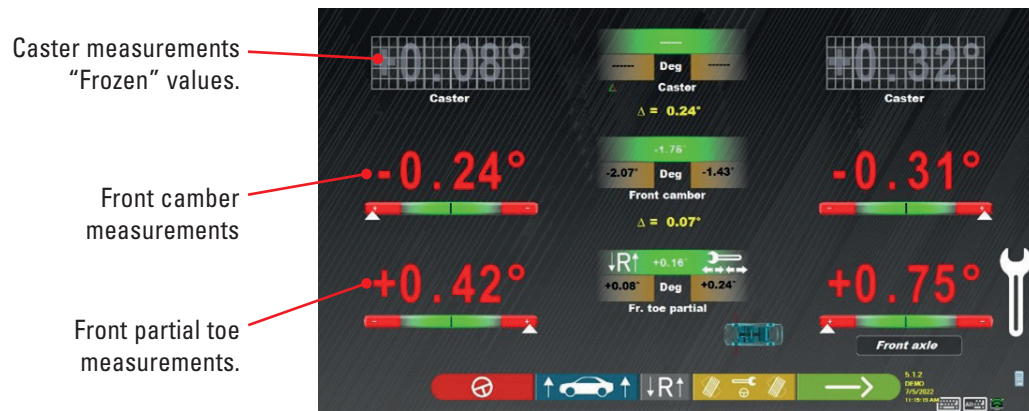 Caster measurements
“Frozen” values.
+0.08°
Caster
------ Deg ------
Caster
Δ = 0.24°
+0.32°
Caster
Front camber
measurements
-0.24°
-1.75°
-2.07° Deg -1.43°
Front camber
Δ = 0.07°
-0.31°
Front partial toe
measurements.
+0.42°
↓R↑ +0.16°
+0.08° Deg +0.24°
Fr. toe partial
+0.75°
Front axle
↑ ↑ ↓R↑
5.1.2
DEMO
7/5/2022